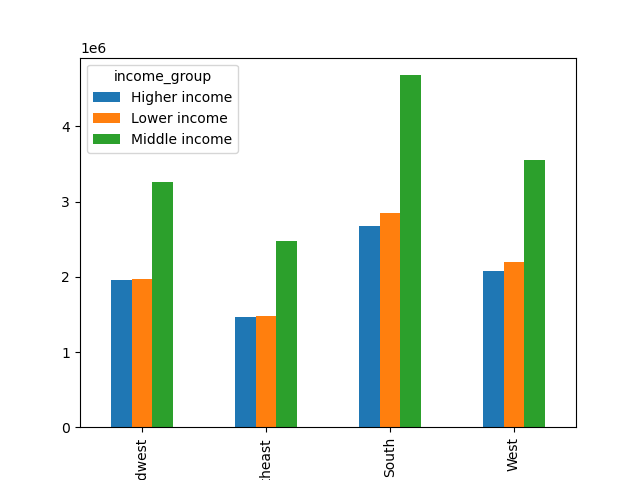 1e6
income_group
Higher income
Lower income
Middle income
4
3
2
1
0
dwest
theast
South
West